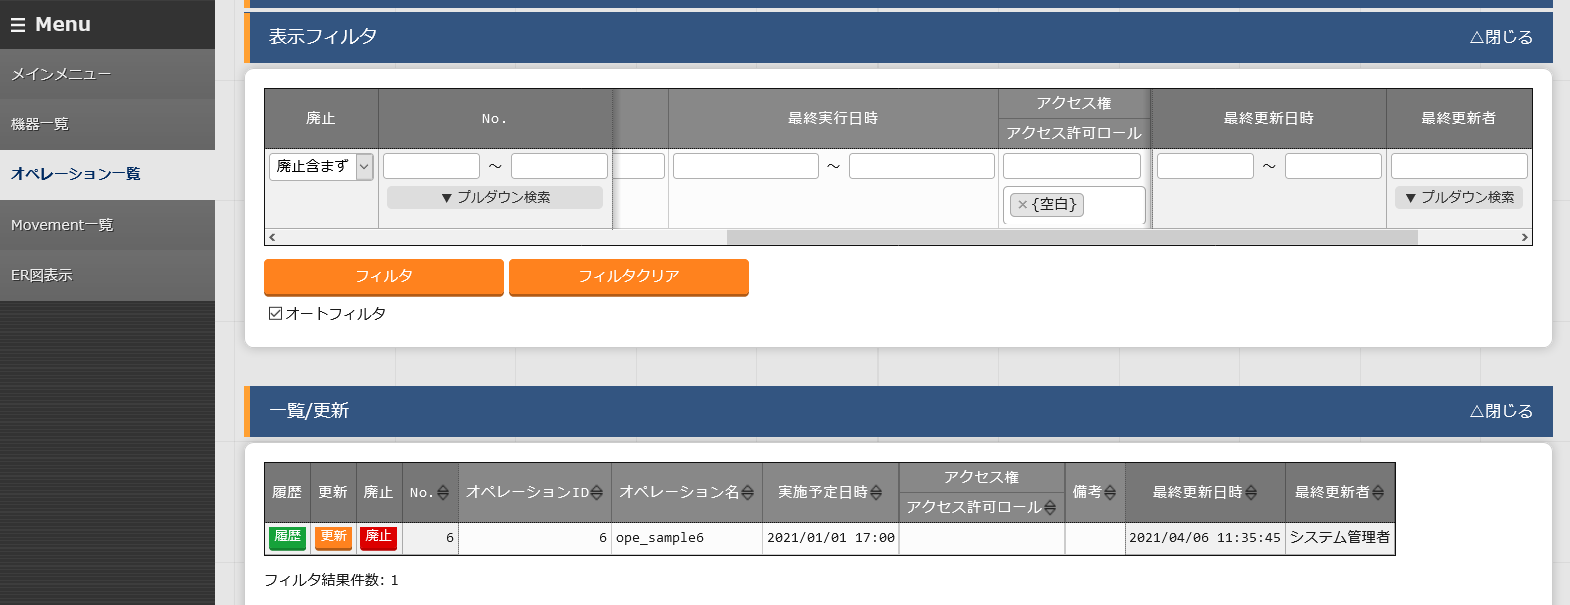 ☰ Menu
メインメニュー
機器一覧
オペレーション一覧
Movement一覧
ER図表示
表示フィルタ
△閉じる
廃止 No. 最終実行日時 アクセス権 最終更新日時 最終更新者
アクセス許可ロール
廃止含まず ～ ～ ～
▼プルダウン検索 ×{空白} ▼プルダウン検索
フィルタ フィルタクリア
オートフィルタ
一覧/更新
△閉じる
履歴 更新 廃止 No. オペレーションID オペレーション名 実施予定日時 アクセス権 備考 最終更新日時 最終更新者
アクセス許可ロール
履歴 更新 廃止 6 6 ope_sample6 2021/01/01 17:00 2021/04/06 11:35:45 システム管理者
フィルタ結果件数: 1